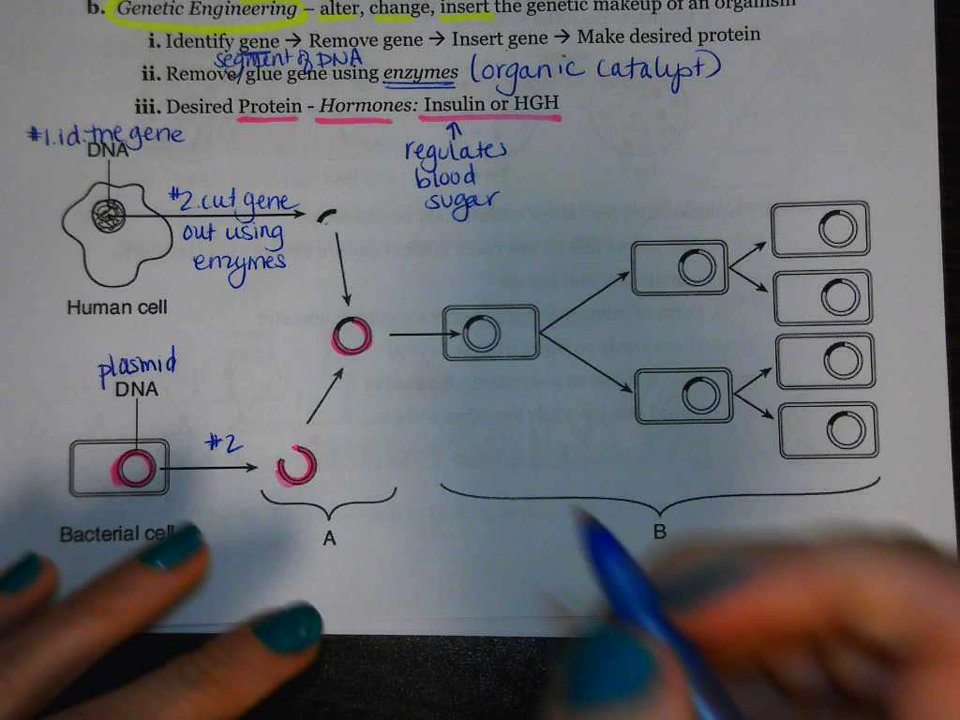 b. Genetic Engineering – alter, change, insert the genetic makeup of an organism
i. Identify gene → Remove gene → Insert gene → Make desired protein
segment of DNA
ii. Remove/glue gene using enzymes (organic catalyst)
iii. Desired Protein - Hormones: Insulin or HGH
#1. id. the gene
DNA
regulates
blood
sugar
#2. cut gene
out using
enzymes
Human cell
plasmid
DNA
#2
Bacterial cell
A
B